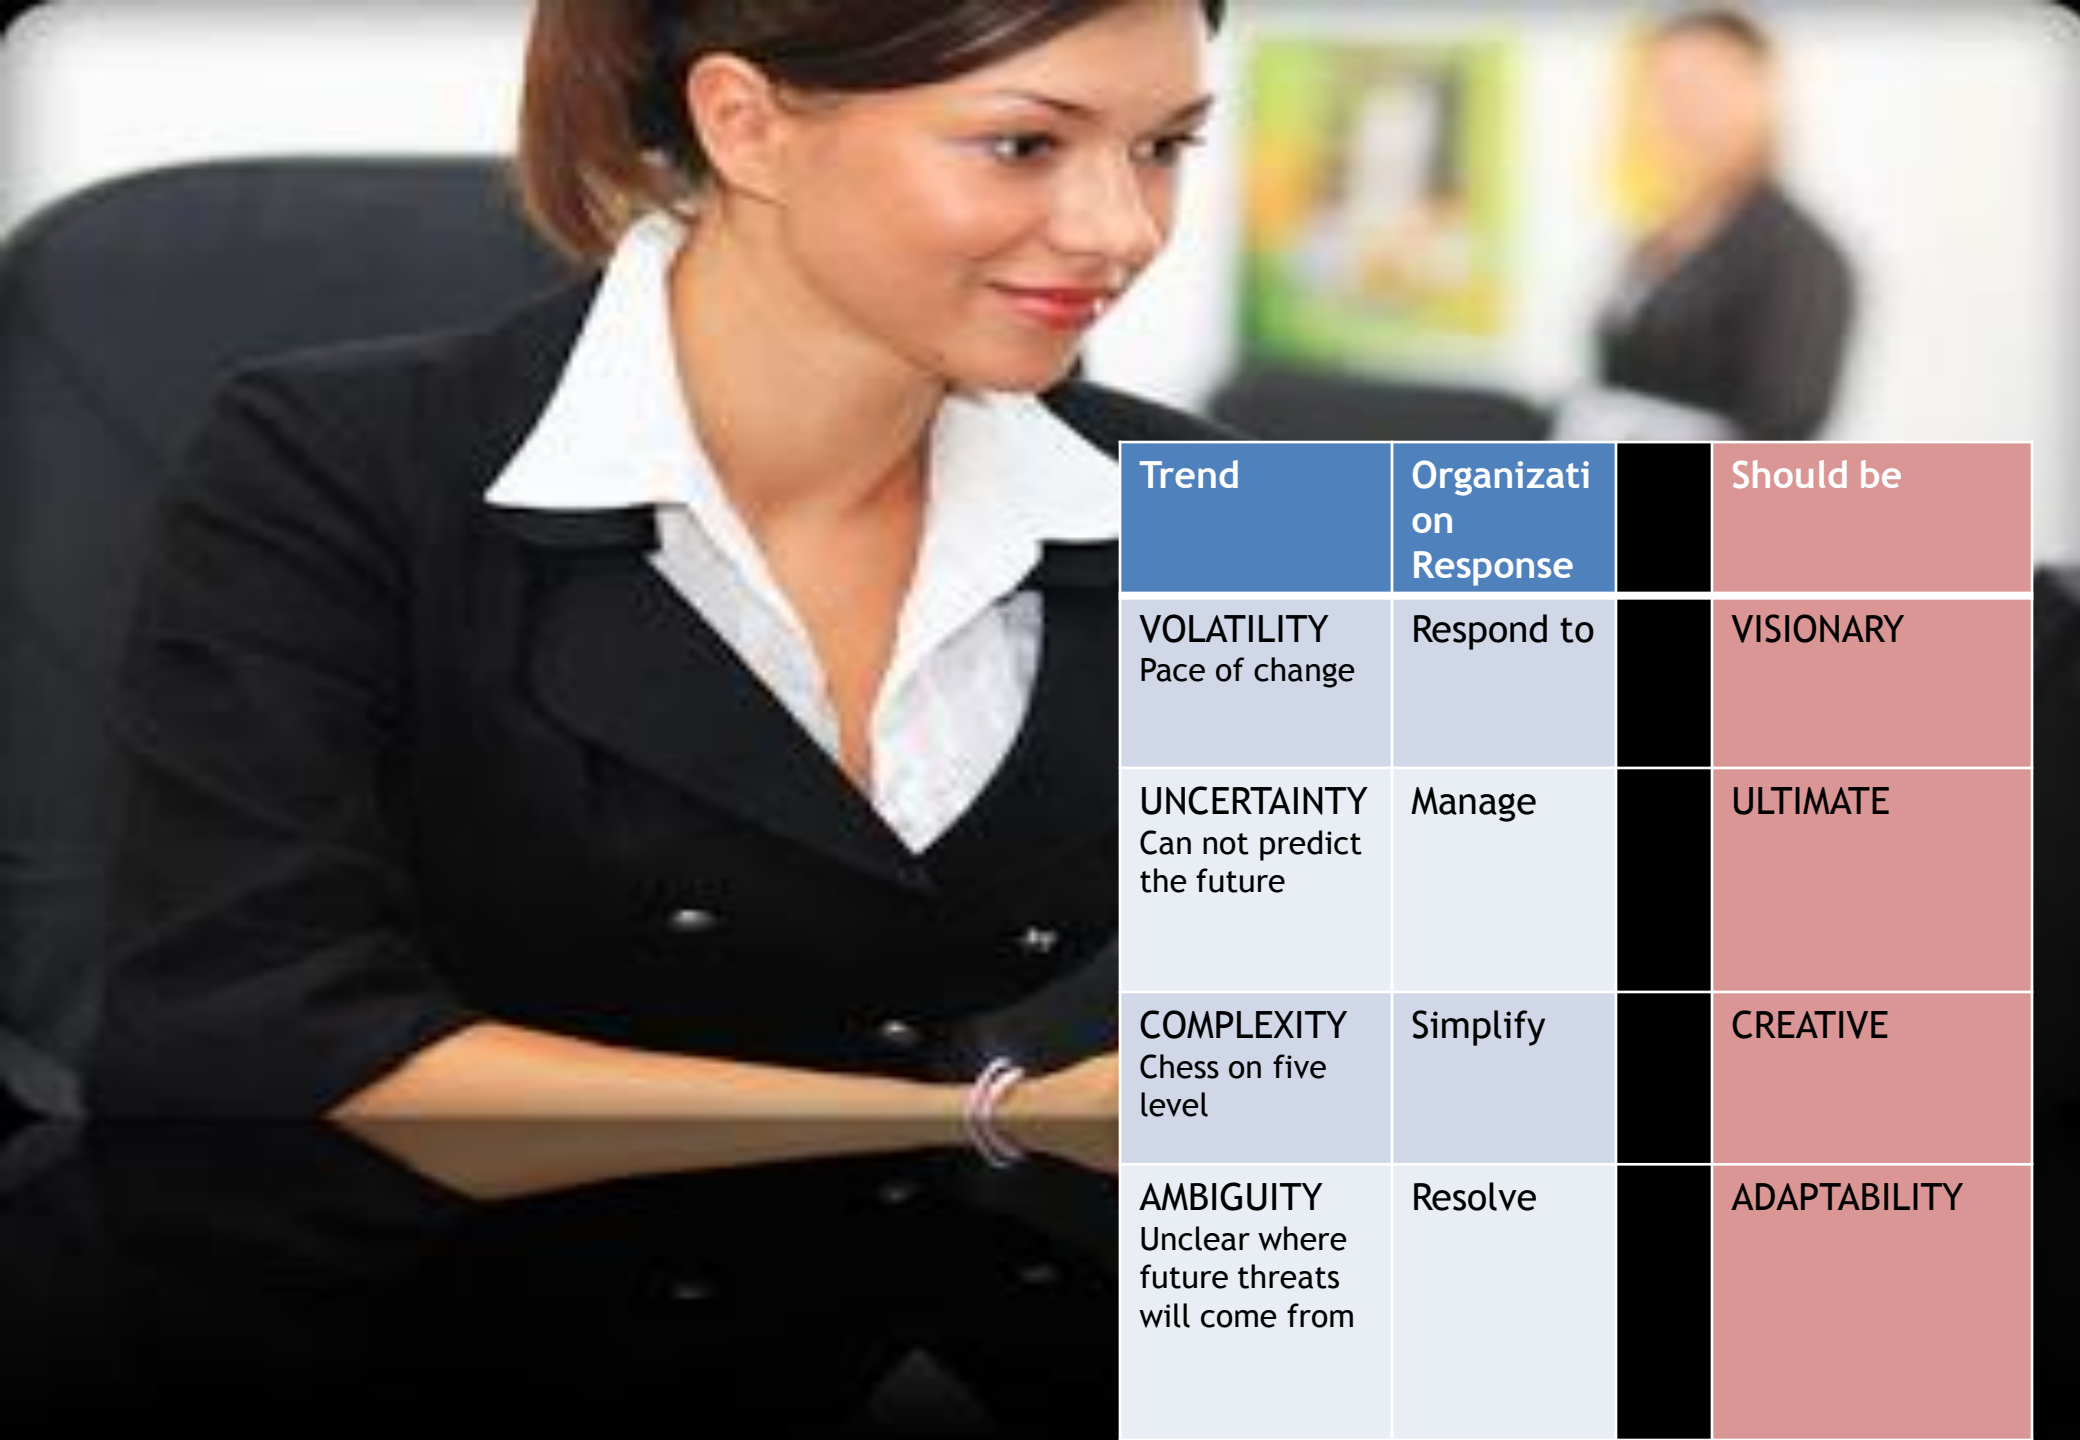 Trend
Organizati
on
Response
Should be
VOLATILITY
Pace of change
Respond to
VISIONARY
UNCERTAINTY
Can not predict
the future
Manage
ULTIMATE
COMPLEXITY
Chess on five
level
Simplify
CREATIVE
AMBIGUITY
Unclear where
future threats
will come from
Resolve
ADAPTABILITY